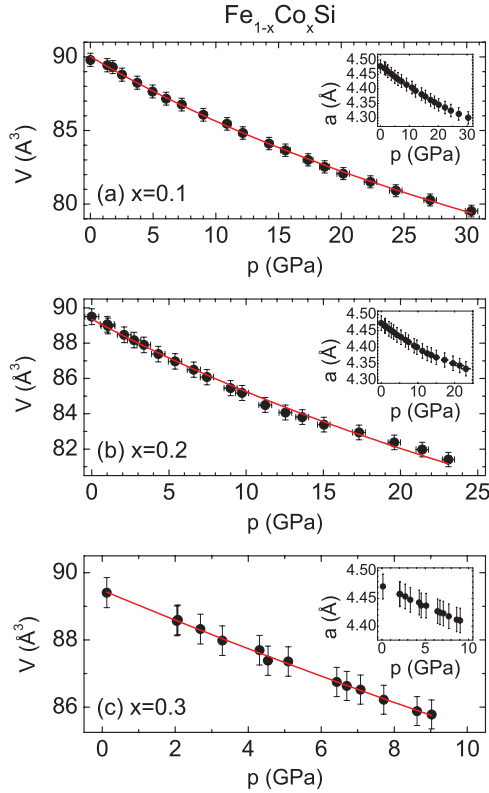 Fe₁₋ₓCoₓSi
90
85
80
V (Å³)
(a) x=0.1
0 5 10 15 20 25 30
p (GPa)
4.50
4.45
4.40
4.35
4.30
a (Å)
0 10 20 30
p (GPa)
90
88
86
84
82
V (Å³)
(b) x=0.2
0 5 10 15 20 25
p (GPa)
4.50
4.45
4.40
4.35
4.30
a (Å)
0 10 20
p (GPa)
90
88
86
V (Å³)
(c) x=0.3
0 2 4 6 8 10
p (GPa)
4.50
4.45
4.40
a (Å)
0 5 10
p (GPa)